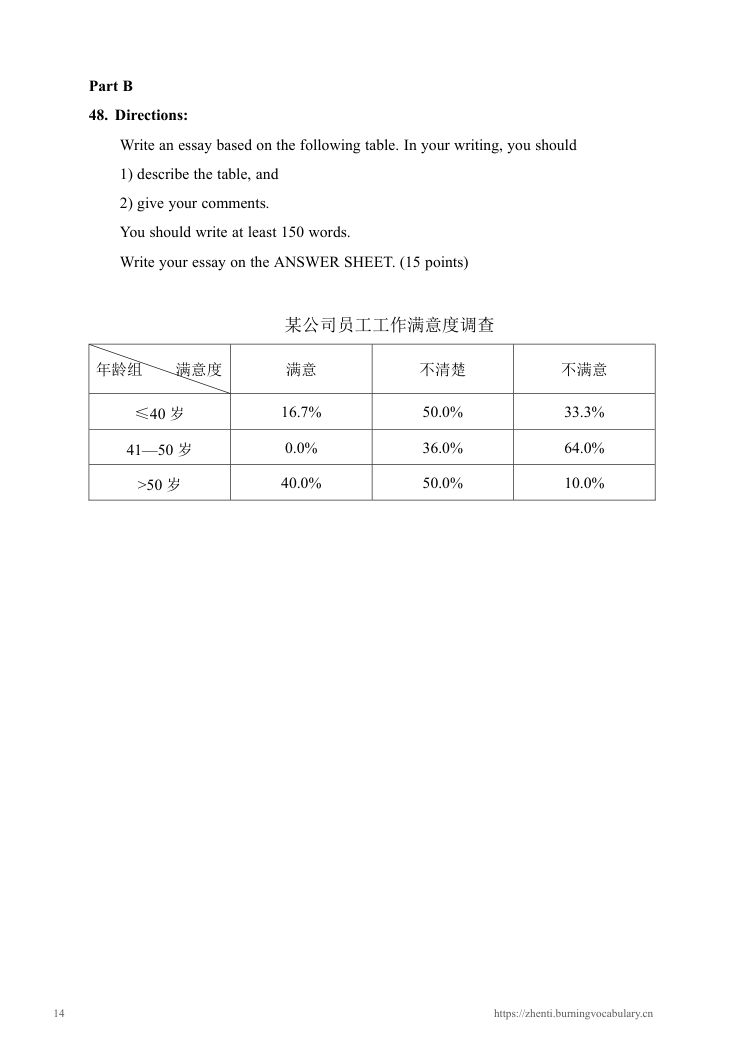 Part B
48. Directions:
Write an essay based on the following table. In your writing, you should
1) describe the table, and
2) give your comments.
You should write at least 150 words.
Write your essay on the ANSWER SHEET. (15 points)
某公司员工工作满意度调查
年龄组 满意度 满意 不清楚 不满意
≤40 岁 16.7% 50.0% 33.3%
41—50 岁 0.0% 36.0% 64.0%
>50 岁 40.0% 50.0% 10.0%
14 https://zhenti.burningvocabulary.cn